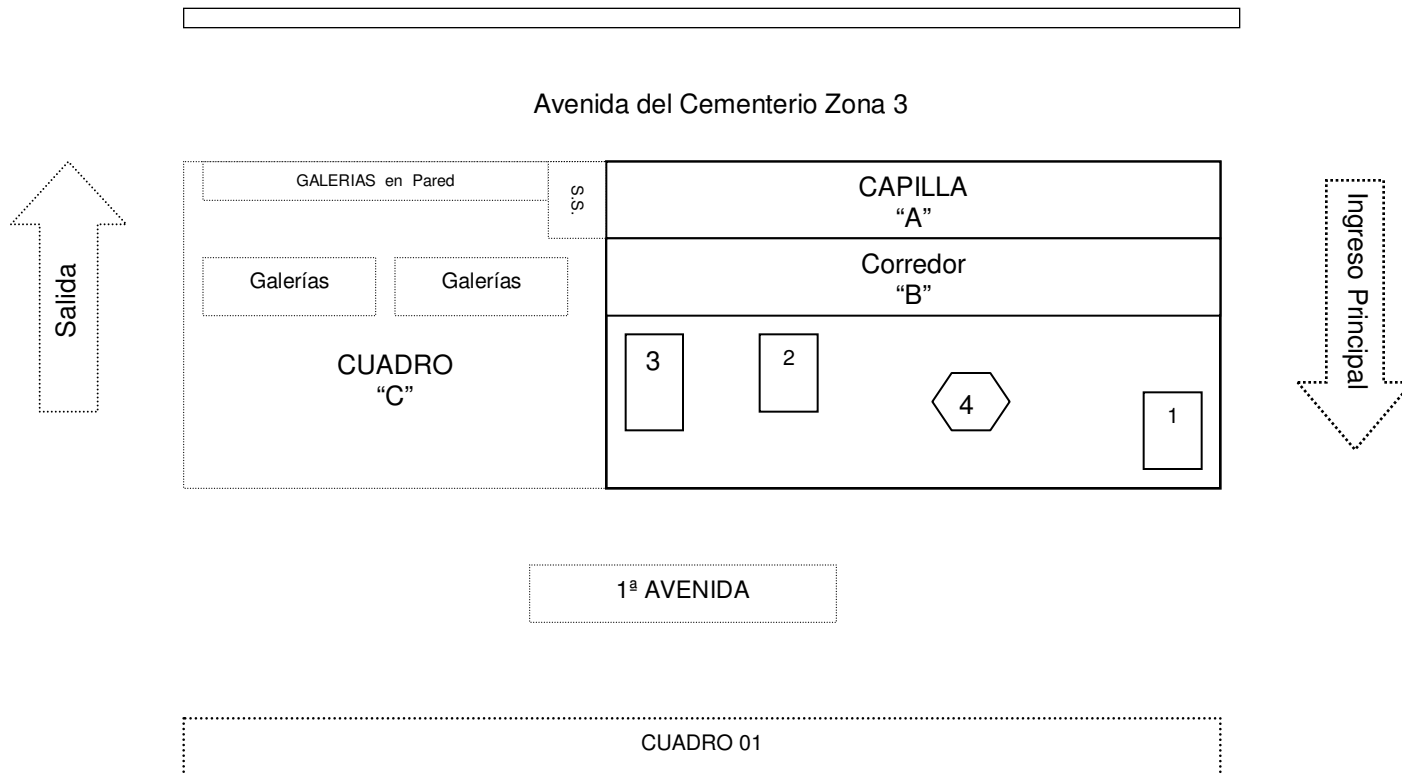 Avenida del Cementerio Zona 3
Salida
GALERIAS en Pared
S.S.
CAPILLA
“A”
Ingreso Principal
Galerías
Galerías
Corredor
“B”
CUADRO
“C”
3
2
4
1
1ª AVENIDA
CUADRO 01